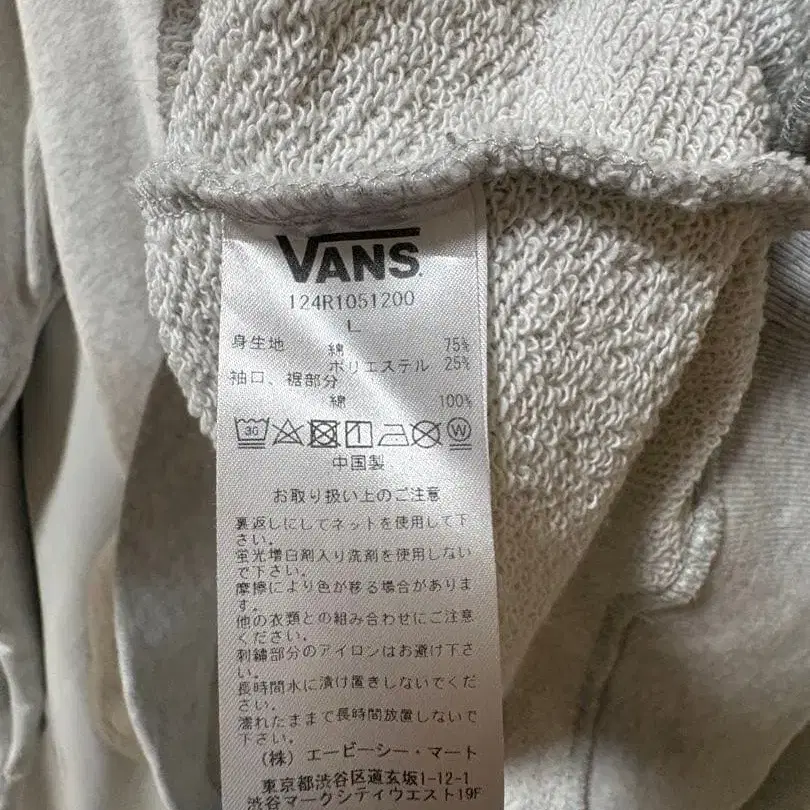 VANS
124R1051200
L
身生地 綿 75%
ポリエステル 25%
袖口、裾部分
綿 100%
30 W
中国製
お取り扱い上のご注意
裏返しにしてネットを使用して下
さい。
蛍光増白剤入り洗剤を使用しない
で下さい。
摩擦により色が移る場合がありま
す。
他の衣類との組み合わせにご注意
ください。
刺繍部分のアイロンはお避け下さ
い。
長時間水に漬け置きしないでくだ
さい。
濡れたままで長時間放置しないで
下さい。
(株) エービーシー・マート
東京都渋谷区道玄坂1-12-1
渋谷マークシティウエスト19F